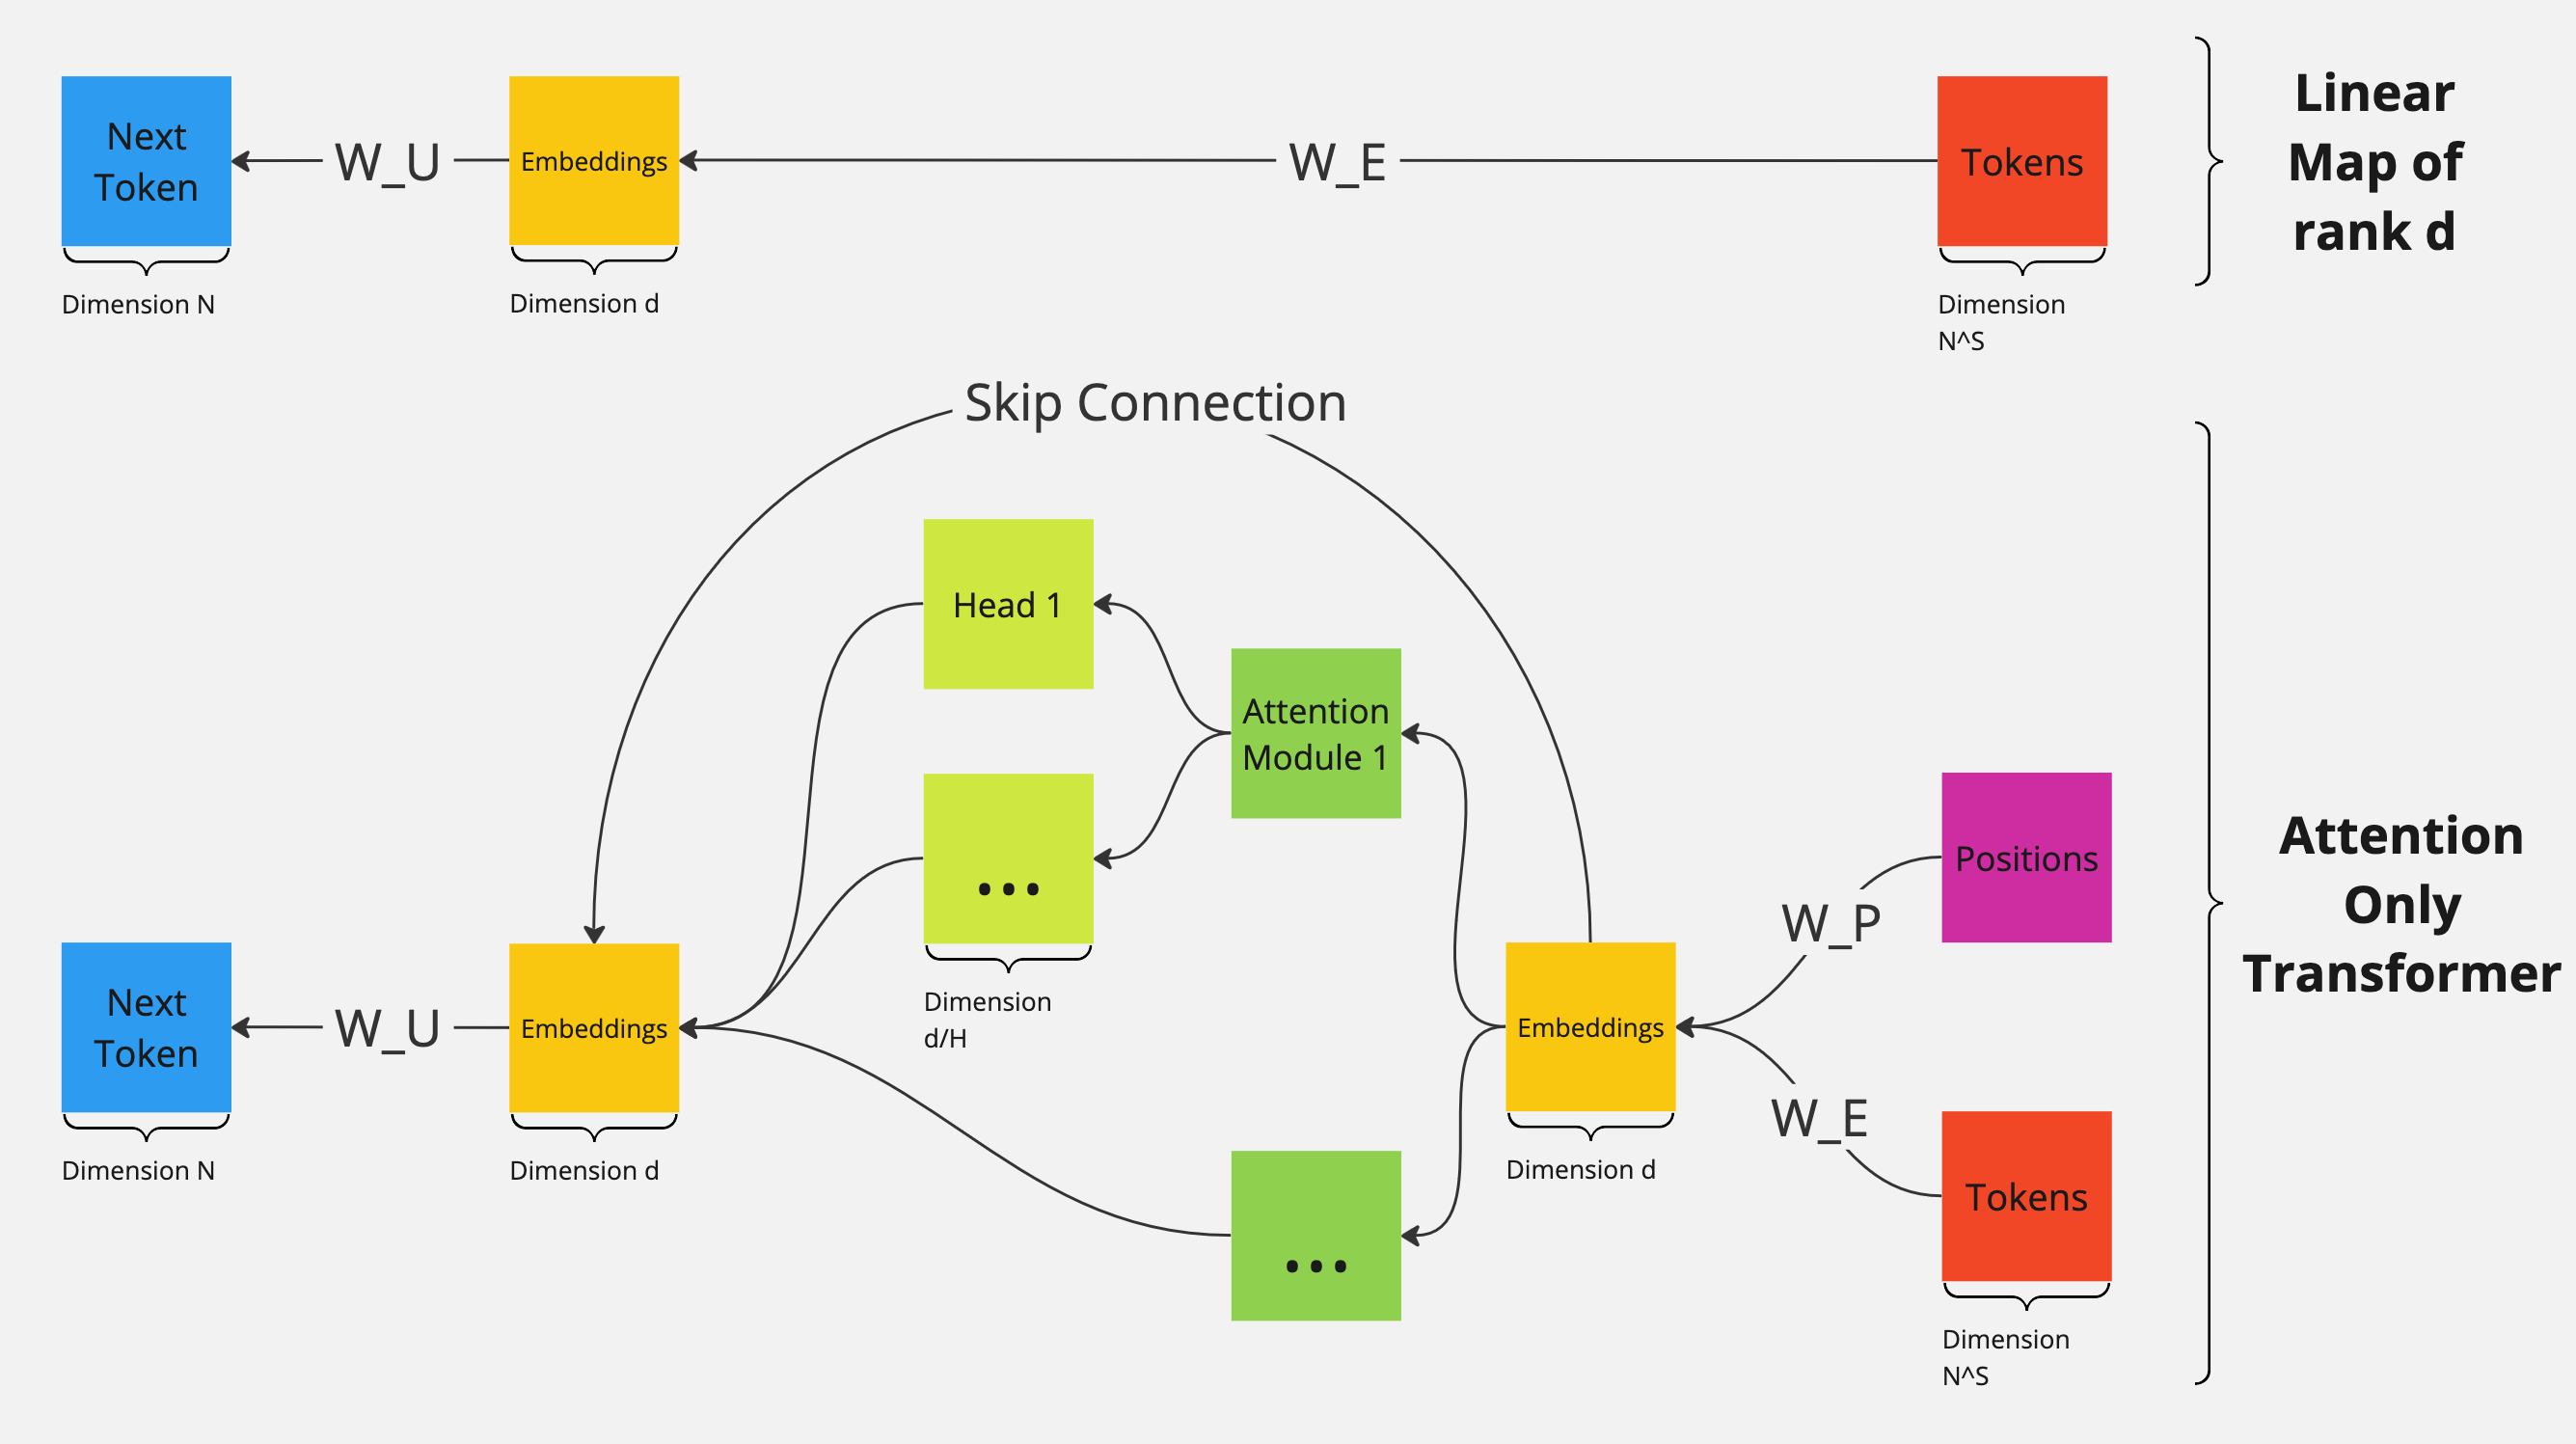 Next
Token
W_U
Embeddings
W_E
Tokens
Linear
Map of
rank d
Dimension N
Dimension d
Dimension
N^S
Skip Connection
Head 1
Attention
Module 1
...
Positions
Attention
Only
Transformer
W_P
Next
Token
W_U
Embeddings
Dimension
d/H
Embeddings
W_E
Tokens
Dimension N
Dimension d
Dimension d
...
Dimension
N^S